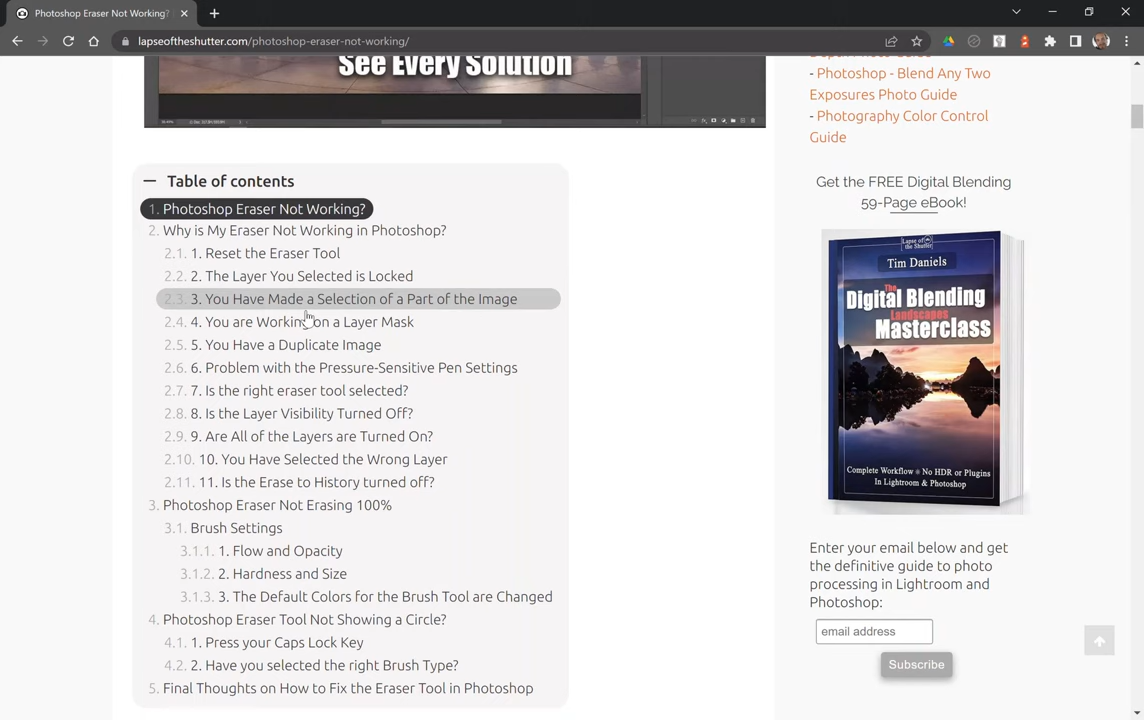 Photoshop Eraser Not Working?
lapseoftheshutter.com/photoshop-eraser-not-working/
See Every Solution
- Photoshop - Blend Any Two
Exposures Photo Guide
- Photography Color Control
Guide
Table of contents
1. Photoshop Eraser Not Working?
2. Why is My Eraser Not Working in Photoshop?
2.1. 1. Reset the Eraser Tool
2.2. 2. The Layer You Selected is Locked
2.3. 3. You Have Made a Selection of a Part of the Image
2.4. 4. You are Working on a Layer Mask
2.5. 5. You Have a Duplicate Image
2.6. 6. Problem with the Pressure-Sensitive Pen Settings
2.7. 7. Is the right eraser tool selected?
2.8. 8. Is the Layer Visibility Turned Off?
2.9. 9. Are All of the Layers are Turned On?
2.10. 10. You Have Selected the Wrong Layer
2.11. 11. Is the Erase to History turned off?
3. Photoshop Eraser Not Erasing 100%
3.1. Brush Settings
3.1.1. 1. Flow and Opacity
3.1.2. 2. Hardness and Size
3.1.3. 3. The Default Colors for the Brush Tool are Changed
4. Photoshop Eraser Tool Not Showing a Circle?
4.1. 1. Press your Caps Lock Key
4.2. 2. Have you selected the right Brush Type?
5. Final Thoughts on How to Fix the Eraser Tool in Photoshop
Get the FREE Digital Blending
59-Page eBook!
Lapse of
the Shutter
Tim Daniels
The
Digital Blending
Landscapes
Masterclass
Complete Workflow • No HDR or Plugins
In Lightroom & Photoshop
Enter your email below and get
the definitive guide to photo
processing in Lightroom and
Photoshop:
email address
Subscribe